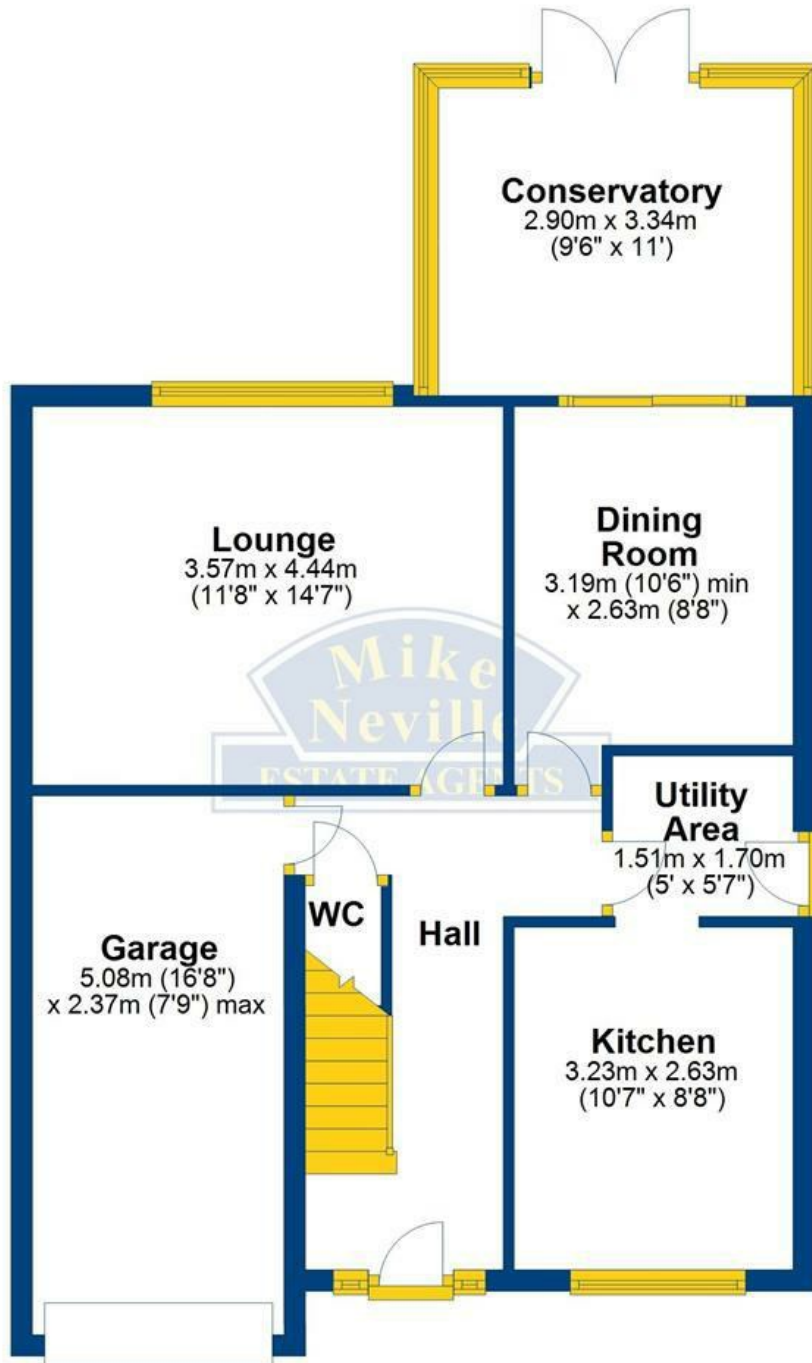 Conservatory
2.90m x 3.34m
(9'6" x 11')
Lounge
3.57m x 4.44m
(11'8" x 14'7")
Dining
Room
3.19m (10'6") min
x 2.63m (8'8")
Mike
Neville
ESTATE AGENTS
Utility
Area
1.51m x 1.70m
(5' x 5'7")
WC
Hall
Garage
5.08m (16'8")
x 2.37m (7'9") max
Kitchen
3.23m x 2.63m
(10'7" x 8'8")